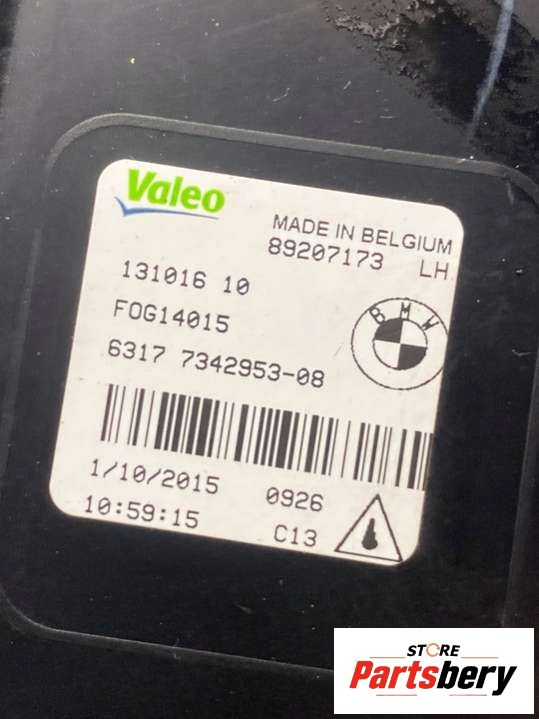 Valeo
MADE IN BELGIUM
89207173 LH
131016 10
FOG14015
BMW
6317 7342953-08
1/10/2015 0926
10:59:15 C13
STORE
Partsbery